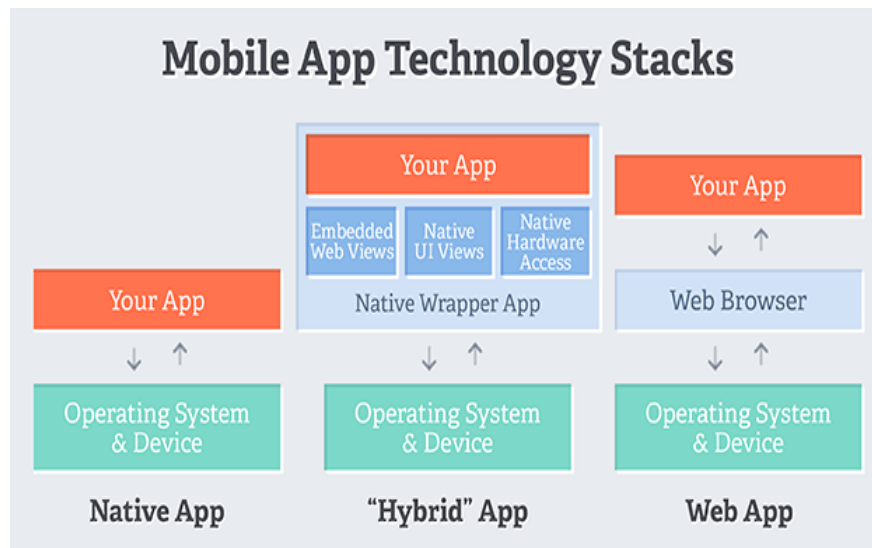 Mobile App Technology Stacks
Your App
Operating System
& Device
Native App
Your App
Embedded
Web Views
Native
UI Views
Native
Hardware
Access
Native Wrapper App
Operating System
& Device
“Hybrid” App
Your App
Web Browser
Operating System
& Device
Web App